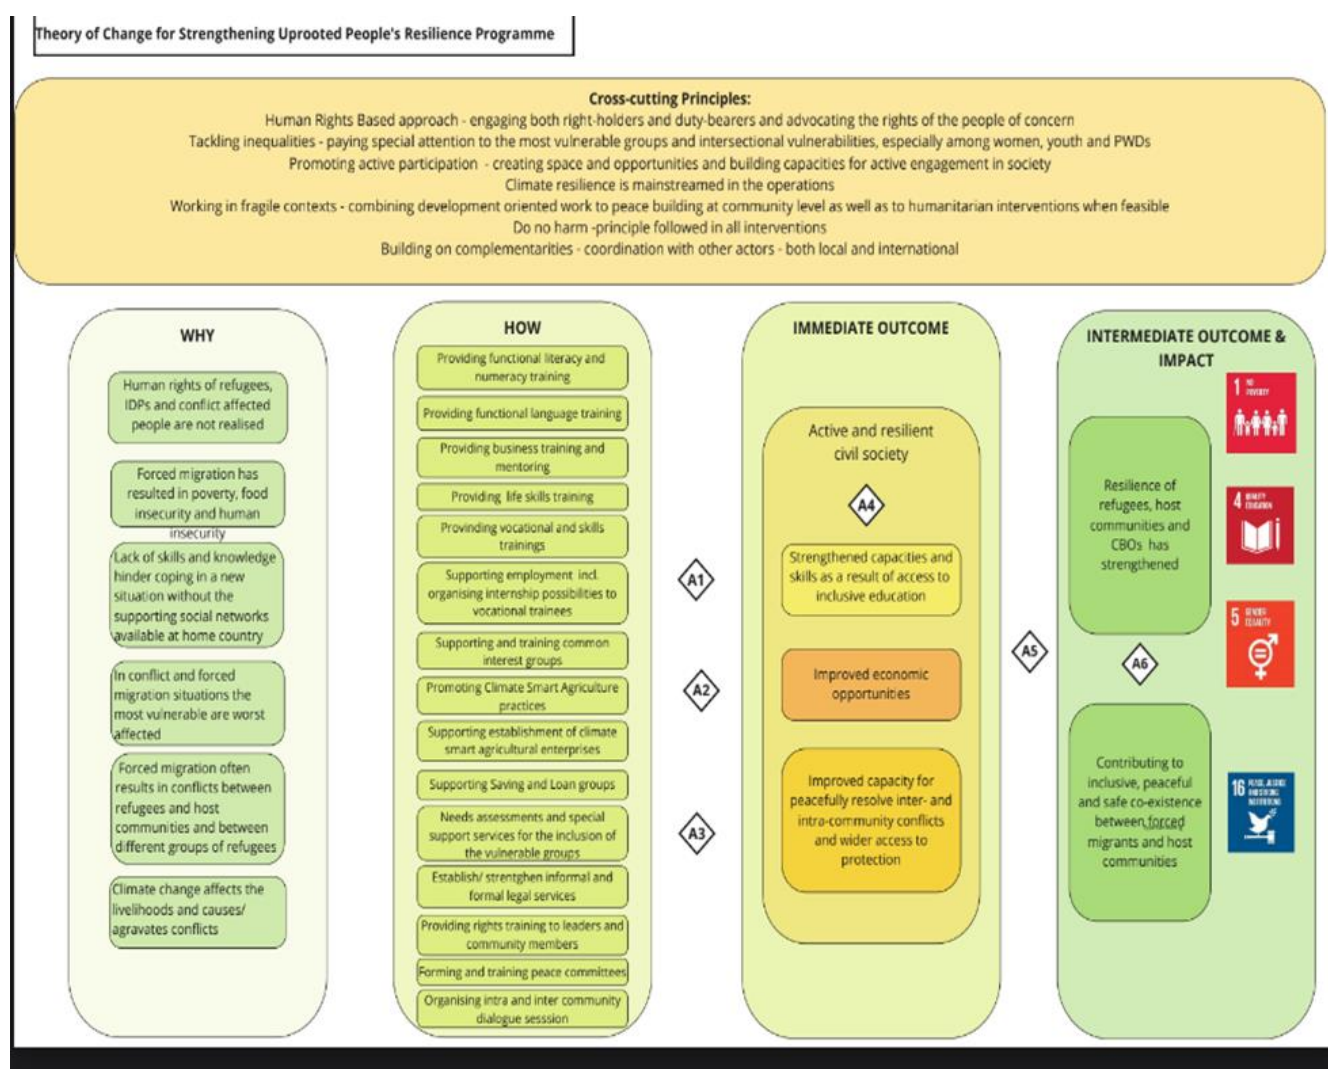 Theory of Change for Strengthening Uprooted People's Resilience Programme
Cross-cutting Principles:
Human Rights Based approach - engaging both right-holders and duty-bearers and advocating the rights of the people of concern
Tackling inequalities - paying special attention to the most vulnerable groups and intersectional vulnerabilities, especially among women, youth and PWDs
Promoting active participation - creating space and opportunities and building capacities for active engagement in society
Climate resilience is mainstreamed in the operations
Working in fragile contexts - combining development oriented work to peace building at community level as well as to humanitarian interventions when feasible
Do no harm -principle followed in all interventions
Building on complementarities - coordination with other actors - both local and international
WHY
Human rights of refugees,
IDPs and conflict affected
people are not realised
Forced migration has
resulted in poverty, food
insecurity and human
insecurity
Lack of skills and knowledge
hinder coping in a new
situation without the
supporting social networks
available at home country
In conflict and forced
migration situations the
most vulnerable are worst
affected
Forced migration often
results in conflicts between
refugees and host
communities and between
different groups of refugees
Climate change affects the
livelihoods and causes/
agravates conflicts
HOW
Providing functional literacy and
numeracy training
Providing functional language training
Providing business training and
mentoring
Providing life skills training
Provinding vocational and skills
trainings
Supporting employment incl.
organising internship possibilities to
vocational trainees
Supporting and training common
interest groups
Promoting Climate Smart Agriculture
practices
Supporting establishment of climate
smart agricultural enterprises
Supporting Saving and Loan groups
Needs assessments and special
support services for the inclusion of
the vulnerable groups
Establish/ strentghen informal and
formal legal services
Providing rights training to leaders and
community members
Forming and training peace committees
Organising intra and inter community
dialogue sesssion
A1
A2
A3
IMMEDIATE OUTCOME
Active and resilient
civil society
A4
Strengthened capacities and
skills as a result of access to
inclusive education
Improved economic
opportunities
Improved capacity for
peacefully resolve inter- and
intra-community conflicts
and wider access to
protection
A5
INTERMEDIATE OUTCOME &
IMPACT
Resilience of
refugees, host
communities and
CBOs has
strengthened
A6
Contributing to
inclusive, peaceful
and safe co-existence
between forced
migrants and host
communities
1 NO
POVERTY
4 QUALITY
EDUCATION
5 GENDER
EQUALITY
16 PEACE, JUSTICE
AND STRONG
INSTITUTIONS